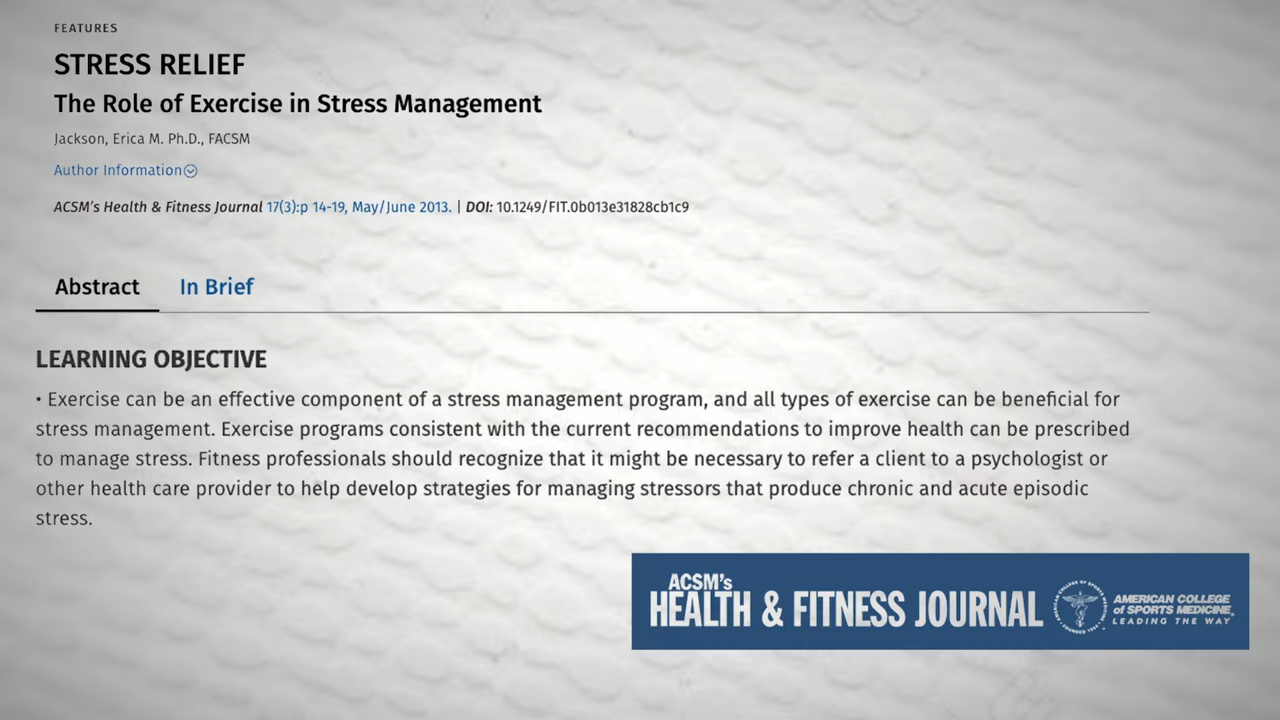 FEATURES
STRESS RELIEF
The Role of Exercise in Stress Management
Jackson, Erica M. Ph.D., FACSM
Author Information
ACSM's Health & Fitness Journal 17(3):p 14-19, May/June 2013. | DOI: 10.1249/FIT.0b013e31828cb1c9
Abstract In Brief
LEARNING OBJECTIVE
• Exercise can be an effective component of a stress management program, and all types of exercise can be beneficial for
stress management. Exercise programs consistent with the current recommendations to improve health can be prescribed
to manage stress. Fitness professionals should recognize that it might be necessary to refer a client to a psychologist or
other health care provider to help develop strategies for managing stressors that produce chronic and acute episodic
stress.
ACSM's
HEALTH & FITNESS JOURNAL
AMERICAN COLLEGE
of SPORTS MEDICINE®
LEADING THE WAY